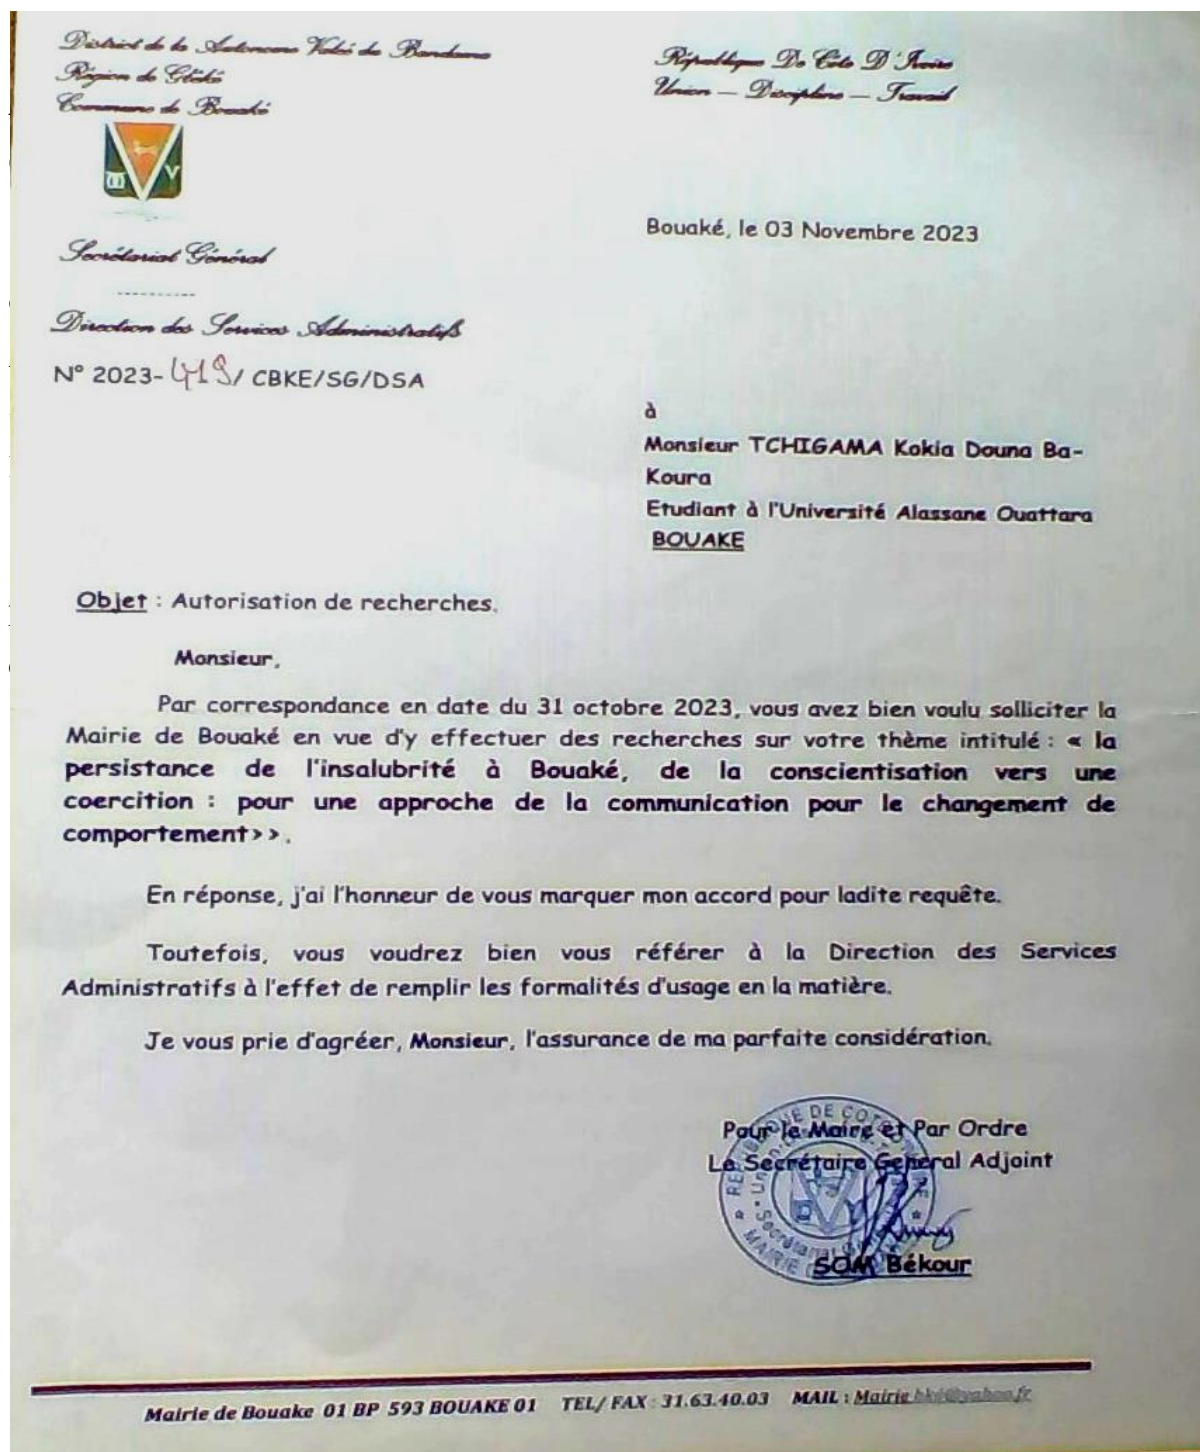 District de la Autonome Vallé du Bandama
Région de Gbêkê
Commune de Bouaké
République De Côte D'Ivoire
Union — Discipline — Travail
Bouaké, le 03 Novembre 2023
Secrétariat Général
----------
Direction des Services Administratifs
N° 2023-419/ CBKE/SG/DSA
à
Monsieur TCHIGAMA Kokia Douna Ba-
Koura
Etudiant à l'Université Alassane Ouattara
BOUAKE
Objet : Autorisation de recherches.
Monsieur,
Par correspondance en date du 31 octobre 2023, vous avez bien voulu solliciter la
Mairie de Bouaké en vue d'y effectuer des recherches sur votre thème intitulé : « la
persistance de l'insalubrité à Bouaké, de la conscientisation vers une
coercition : pour une approche de la communication pour le changement de
comportement>>.
En réponse, j'ai l'honneur de vous marquer mon accord pour ladite requête.
Toutefois, vous voudrez bien vous référer à la Direction des Services
Administratifs à l'effet de remplir les formalités d'usage en la matière.
Je vous prie d'agréer, Monsieur, l'assurance de ma parfaite considération.
Pour le Maire et Par Ordre
Le Secrétaire General Adjoint
SOM Békour
Mairie de Bouake 01 BP 593 BOUAKE 01 TEL/ FAX : 31.63.40.03 MAIL : Mairie